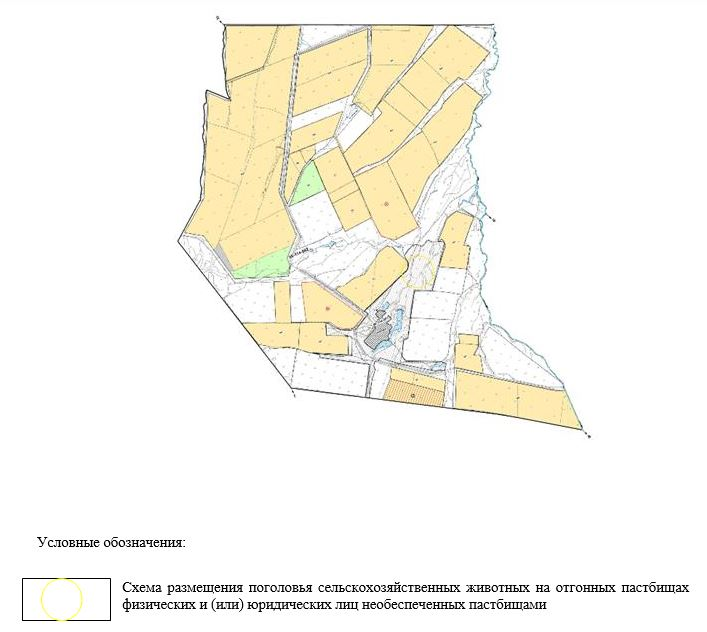 Условные обозначения:
Схема размещения поголовья сельскохозяйственных животных на отгонных пастбищах
физических и (или) юридических лиц необеспеченных пастбищами